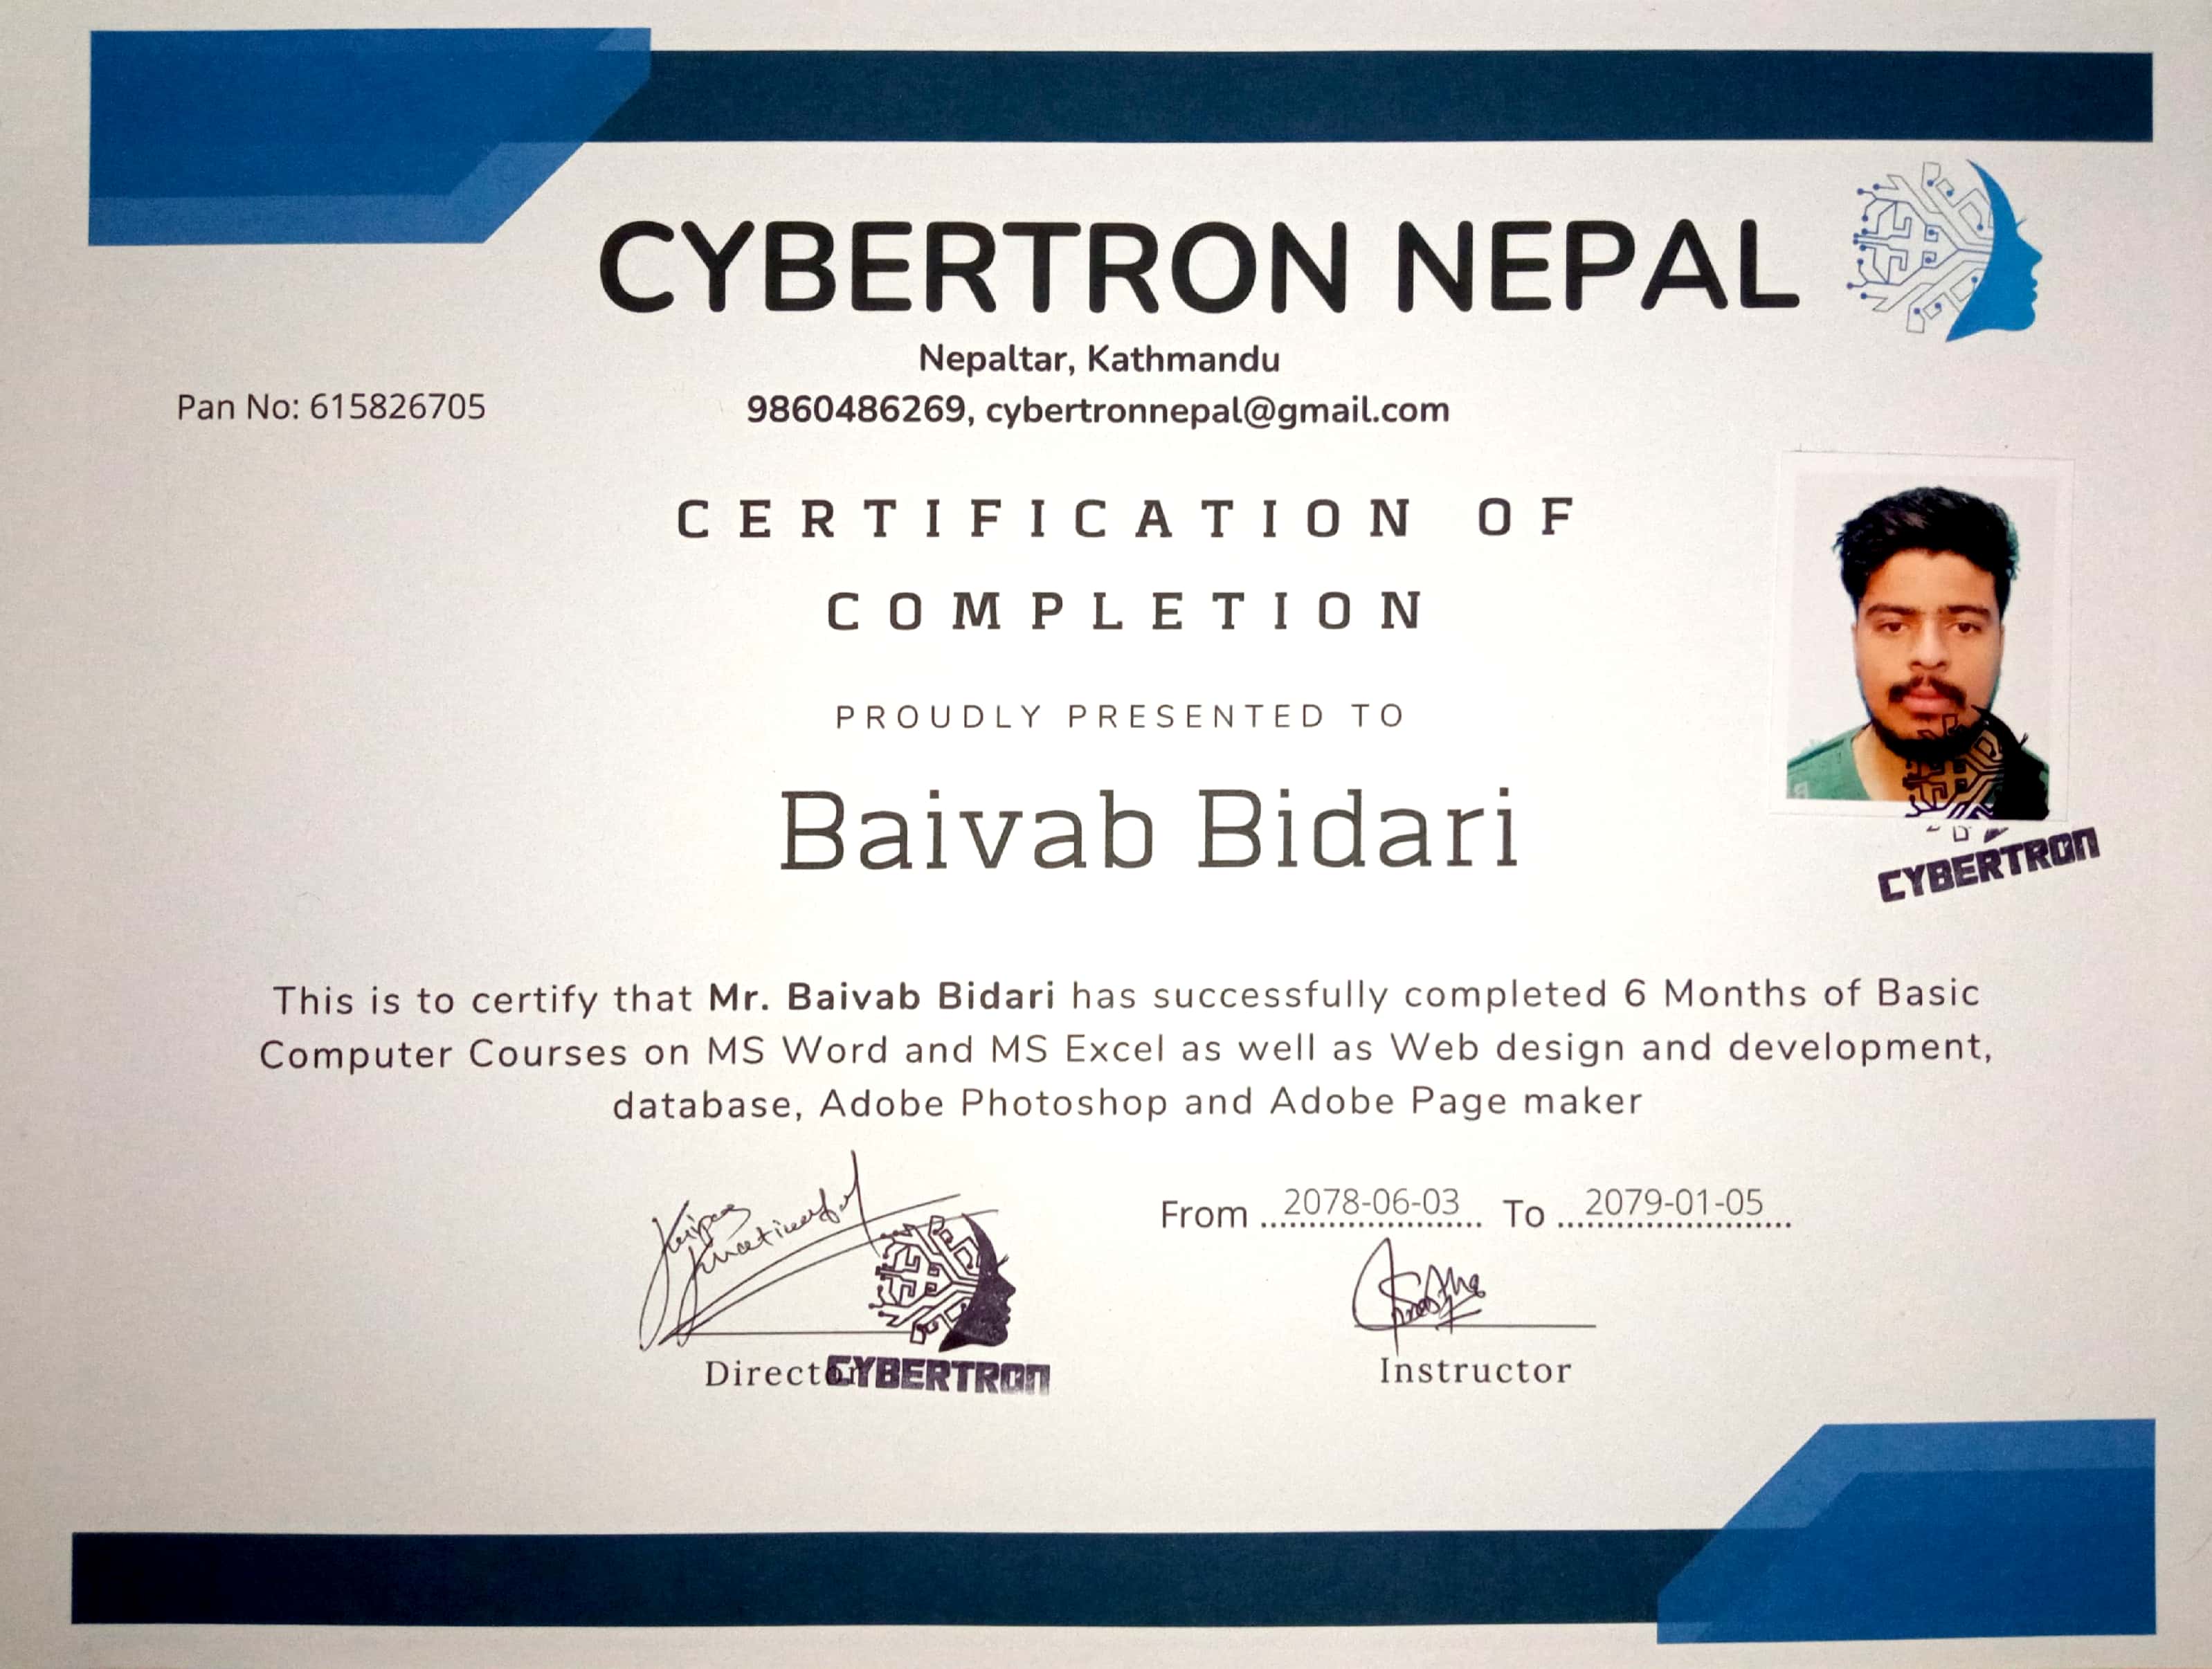 CYBERTRON NEPAL
Nepaltar, Kathmandu
Pan No: 615826705
9860486269, cybertronnepal@gmail.com
CERTIFICATION OF
COMPLETION
PROUDLY PRESENTED TO
Baivab Bidari
CYBERTRON
This is to certify that Mr. Baivab Bidari has successfully completed 6 Months of Basic
Computer Courses on MS Word and MS Excel as well as Web design and development,
database, Adobe Photoshop and Adobe Page maker
From 2078-06-03 To 2079-01-05
Director
CYBERTRON
Instructor